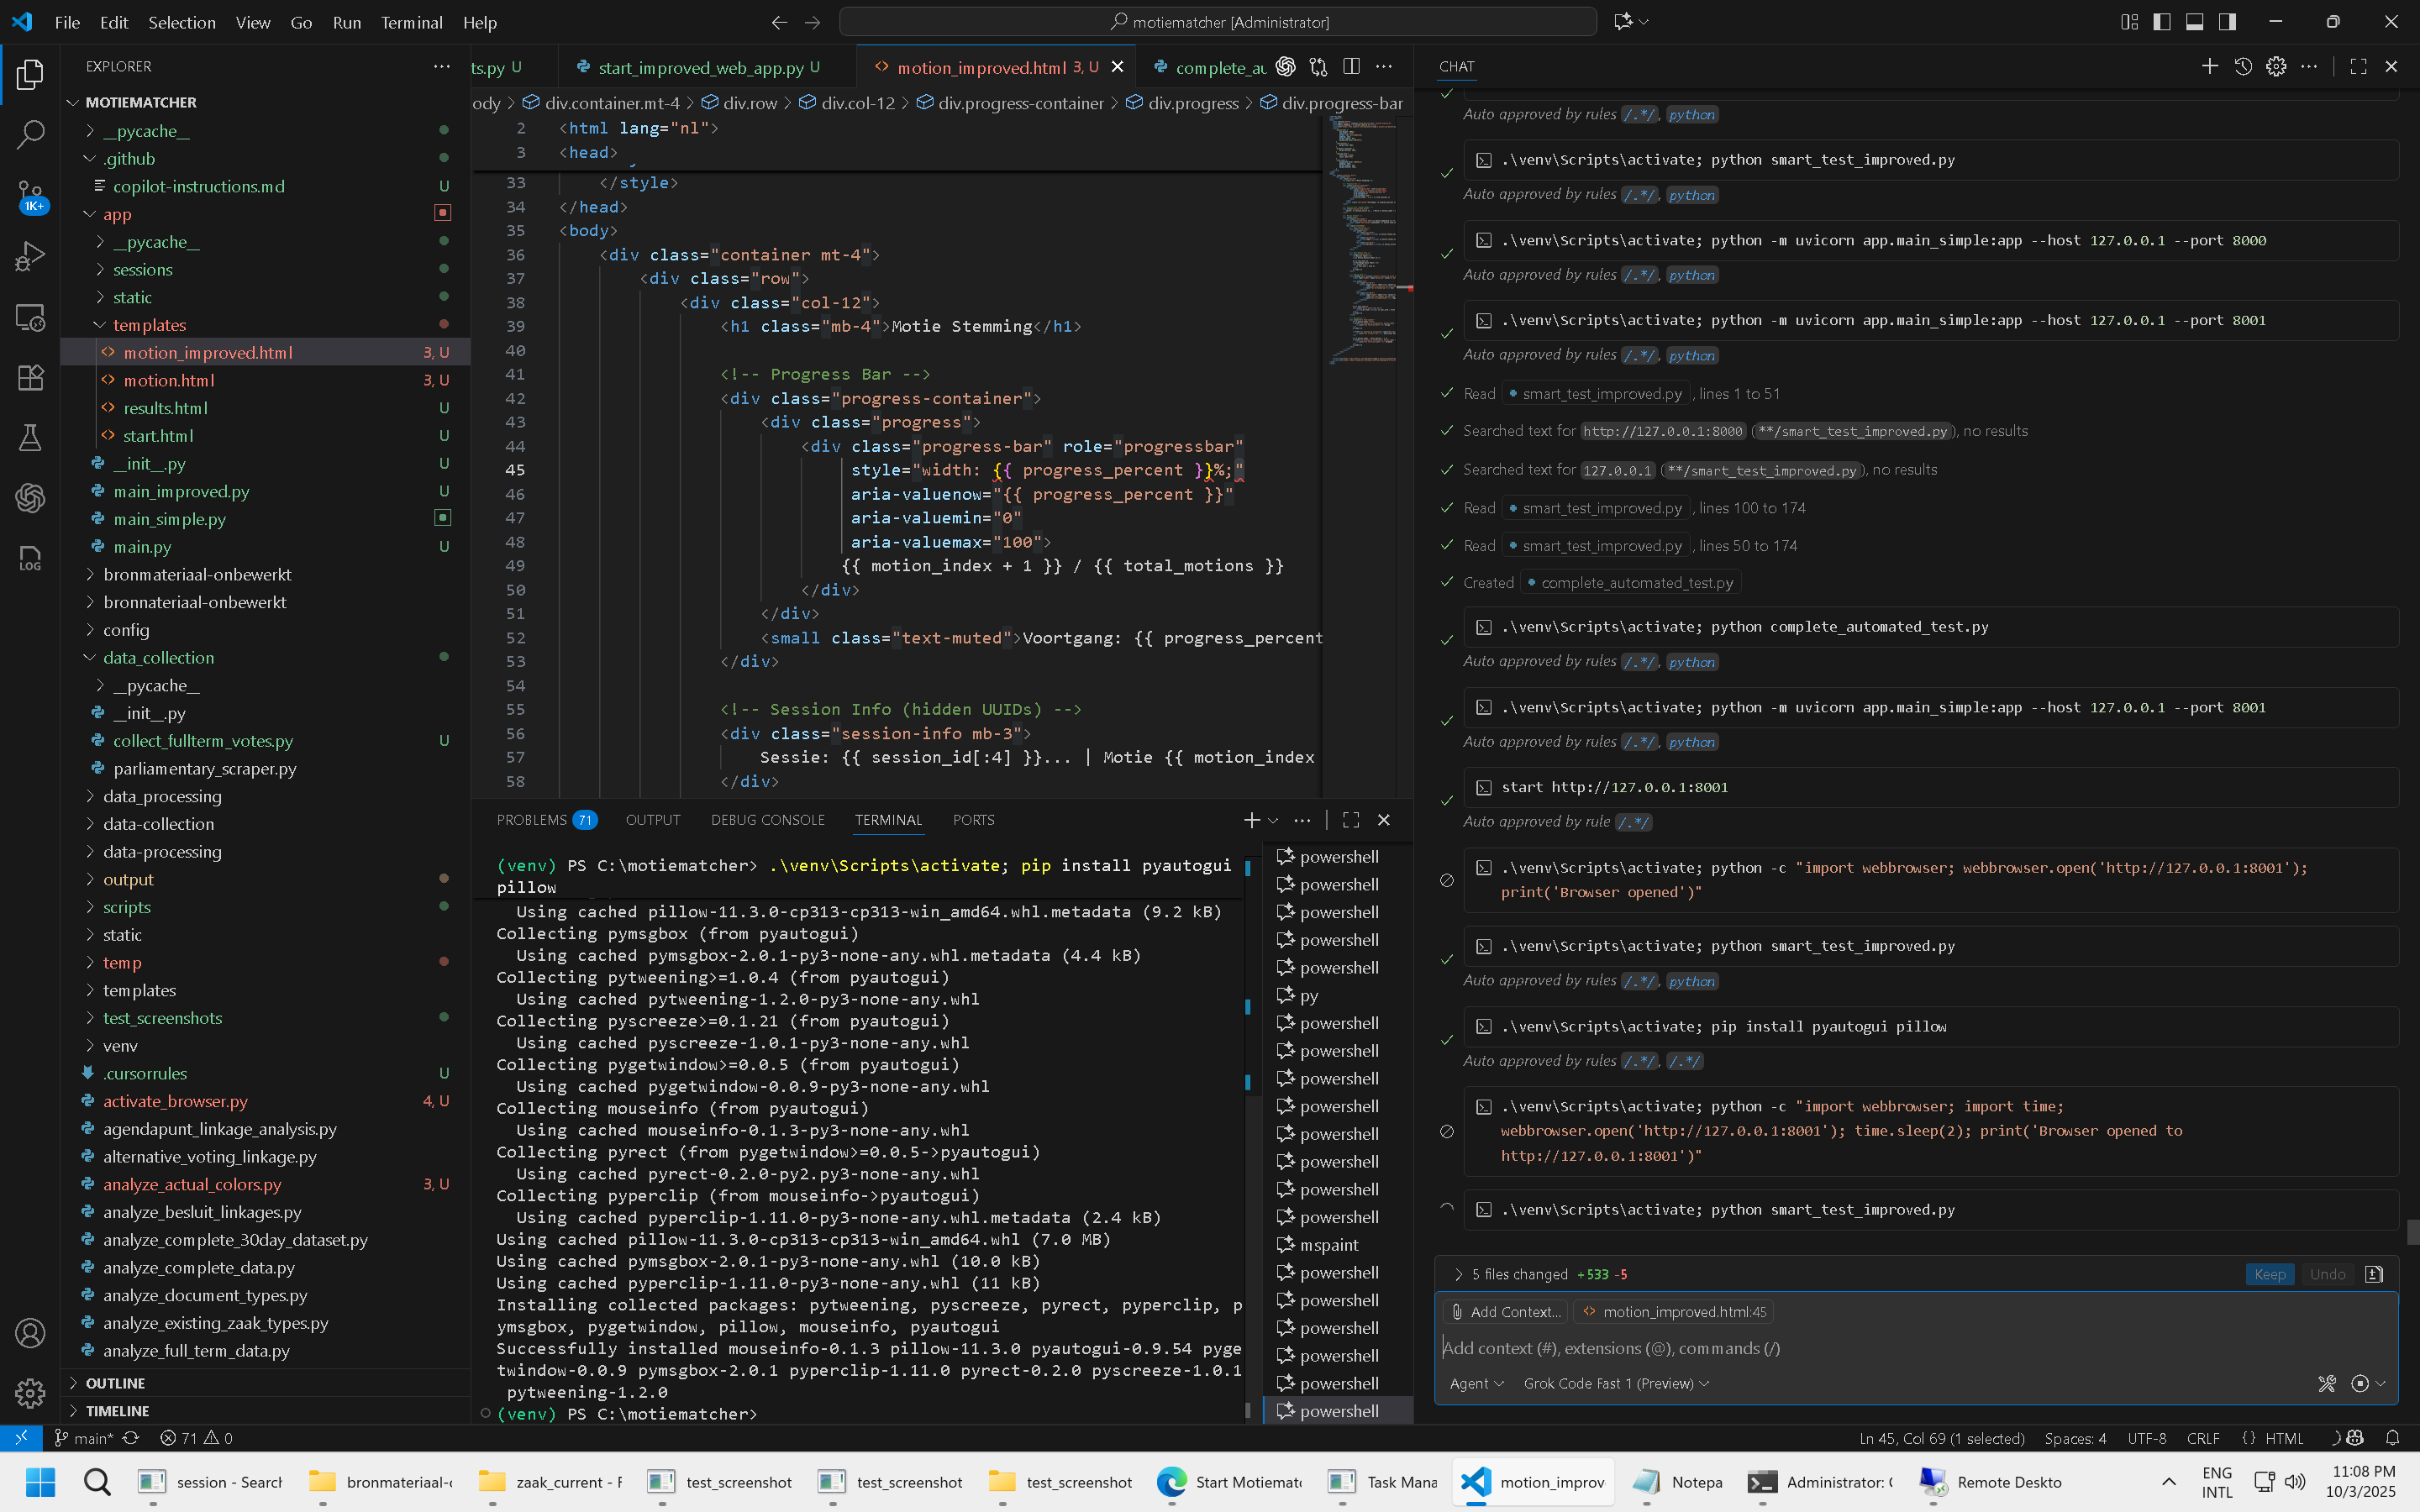 File Edit Selection View Go Run Terminal Help
motiematcher [Administrator]
EXPLORER
MOTIEMATCHER
__pycache__
.github
copilot-instructions.md U
app
__pycache__
sessions
static
templates
motion_improved.html 3, U
motion.html 3, U
results.html U
start.html U
__init__.py U
main_improved.py U
main_simple.py
main.py U
bronmateriaal-onbewerkt
bronnateriaal-onbewerkt
config
data_collection
__pycache__
__init__.py
collect_fullterm_votes.py U
parliamentary_scraper.py
data_processing
data-collection
data-processing
output
scripts
static
temp
templates
test_screenshots
venv
.cursorrules U
activate_browser.py 4, U
agendapunt_linkage_analysis.py
alternative_voting_linkage.py
analyze_actual_colors.py 3, U
analyze_besluit_linkages.py
analyze_complete_30day_dataset.py
analyze_complete_data.py
analyze_document_types.py
analyze_existing_zaak_types.py
analyze_full_term_data.py
OUTLINE
TIMELINE
1K+
LOG
ts.py U start_improved_web_app.py U motion_improved.html 3, U complete_au
ody > div.container.mt-4 > div.row > div.col-12 > div.progress-container > div.progress > div.progress-bar
2 <html lang="nl">
3 <head>
33 </style>
34 </head>
35 <body>
36 <div class="container mt-4">
37 <div class="row">
38 <div class="col-12">
39 <h1 class="mb-4">Motie Stemming</h1>
40
41 <!-- Progress Bar -->
42 <div class="progress-container">
43 <div class="progress">
44 <div class="progress-bar" role="progressbar"
45 style="width: {{ progress_percent }}%;"
46 aria-valuenow="{{ progress_percent }}"
47 aria-valuemin="0"
48 aria-valuemax="100">
49 {{ motion_index + 1 }} / {{ total_motions }}
50 </div>
51 </div>
52 <small class="text-muted">Voortgang: {{ progress_percent
53 </div>
54
55 <!-- Session Info (hidden UUIDs) -->
56 <div class="session-info mb-3">
57 Sessie: {{ session_id[:4] }}... | Motie {{ motion_index
58 </div>
PROBLEMS 71 OUTPUT DEBUG CONSOLE TERMINAL PORTS
(venv) PS C:\motiematcher> .\venv\Scripts\activate; pip install pyautogui
pillow
Using cached pillow-11.3.0-cp313-cp313-win_amd64.whl.metadata (9.2 kB)
Collecting pymsgbox (from pyautogui)
Using cached pymsgbox-2.0.1-py3-none-any.whl.metadata (4.4 kB)
Collecting pytweening>=1.0.4 (from pyautogui)
Using cached pytweening-1.2.0-py3-none-any.whl
Collecting pyscreeze>=0.1.21 (from pyautogui)
Using cached pyscreeze-1.0.1-py3-none-any.whl
Collecting pygetwindow>=0.0.5 (from pyautogui)
Using cached pygetwindow-0.0.9-py3-none-any.whl
Collecting mouseinfo (from pyautogui)
Using cached mouseinfo-0.1.3-py3-none-any.whl
Collecting pyrect (from pygetwindow>=0.0.5->pyautogui)
Using cached pyrect-0.2.0-py2.py3-none-any.whl
Collecting pyperclip (from mouseinfo->pyautogui)
Using cached pyperclip-1.11.0-py3-none-any.whl.metadata (2.4 kB)
Using cached pillow-11.3.0-cp313-cp313-win_amd64.whl (7.0 MB)
Using cached pymsgbox-2.0.1-py3-none-any.whl (10.0 kB)
Using cached pyperclip-1.11.0-py3-none-any.whl (11 kB)
Installing collected packages: pytweening, pyscreeze, pyrect, pyperclip, p
ymsgbox, pygetwindow, pillow, mouseinfo, pyautogui
Successfully installed mouseinfo-0.1.3 pillow-11.3.0 pyautogui-0.9.54 pyge
twindow-0.0.9 pymsgbox-2.0.1 pyperclip-1.11.0 pyrect-0.2.0 pyscreeze-1.0.1
pytweening-1.2.0
(venv) PS C:\motiematcher>
powershell
powershell
powershell
powershell
powershell
py
powershell
powershell
powershell
powershell
powershell
powershell
powershell
powershell
mspaint
powershell
powershell
powershell
powershell
powershell
powershell
CHAT
Auto approved by rules /.*/, python
.\venv\Scripts\activate; python smart_test_improved.py
Auto approved by rules /.*/, python
.\venv\Scripts\activate; python -m uvicorn app.main_simple:app --host 127.0.0.1 --port 8000
Auto approved by rules /.*/, python
.\venv\Scripts\activate; python -m uvicorn app.main_simple:app --host 127.0.0.1 --port 8001
Auto approved by rules /.*/, python
Read smart_test_improved.py , lines 1 to 51
Searched text for http://127.0.0.1:8000 (**/smart_test_improved.py), no results
Searched text for 127.0.0.1 (**/smart_test_improved.py), no results
Read smart_test_improved.py , lines 100 to 174
Read smart_test_improved.py , lines 50 to 174
Created complete_automated_test.py
.\venv\Scripts\activate; python complete_automated_test.py
Auto approved by rules /.*/, python
.\venv\Scripts\activate; python -m uvicorn app.main_simple:app --host 127.0.0.1 --port 8001
Auto approved by rules /.*/, python
start http://127.0.0.1:8001
Auto approved by rule /.*/
.\venv\Scripts\activate; python -c "import webbrowser; webbrowser.open('http://127.0.0.1:8001');
print('Browser opened')"
.\venv\Scripts\activate; python smart_test_improved.py
Auto approved by rules /.*/, python
.\venv\Scripts\activate; pip install pyautogui pillow
Auto approved by rules /.*/, /.*/
.\venv\Scripts\activate; python -c "import webbrowser; import time;
webbrowser.open('http://127.0.0.1:8001'); time.sleep(2); print('Browser opened to
http://127.0.0.1:8001')"
.\venv\Scripts\activate; python smart_test_improved.py
5 files changed +533 -5 Keep Undo
Add Context... motion_improved.html:45
Add context (#), extensions (@), commands (/)
Agent Grok Code Fast 1 (Preview)
main* 71 0 Ln 45, Col 69 (1 selected) Spaces: 4 UTF-8 CRLF {} HTML
session - Search bronmateriaal-o zaak_current - F test_screenshot test_screenshot test_screenshot Start Motiemat Task Mana motion_improv Notepa Administrator: C Remote Deskto
ENG
INTL
11:08 PM
10/3/2025